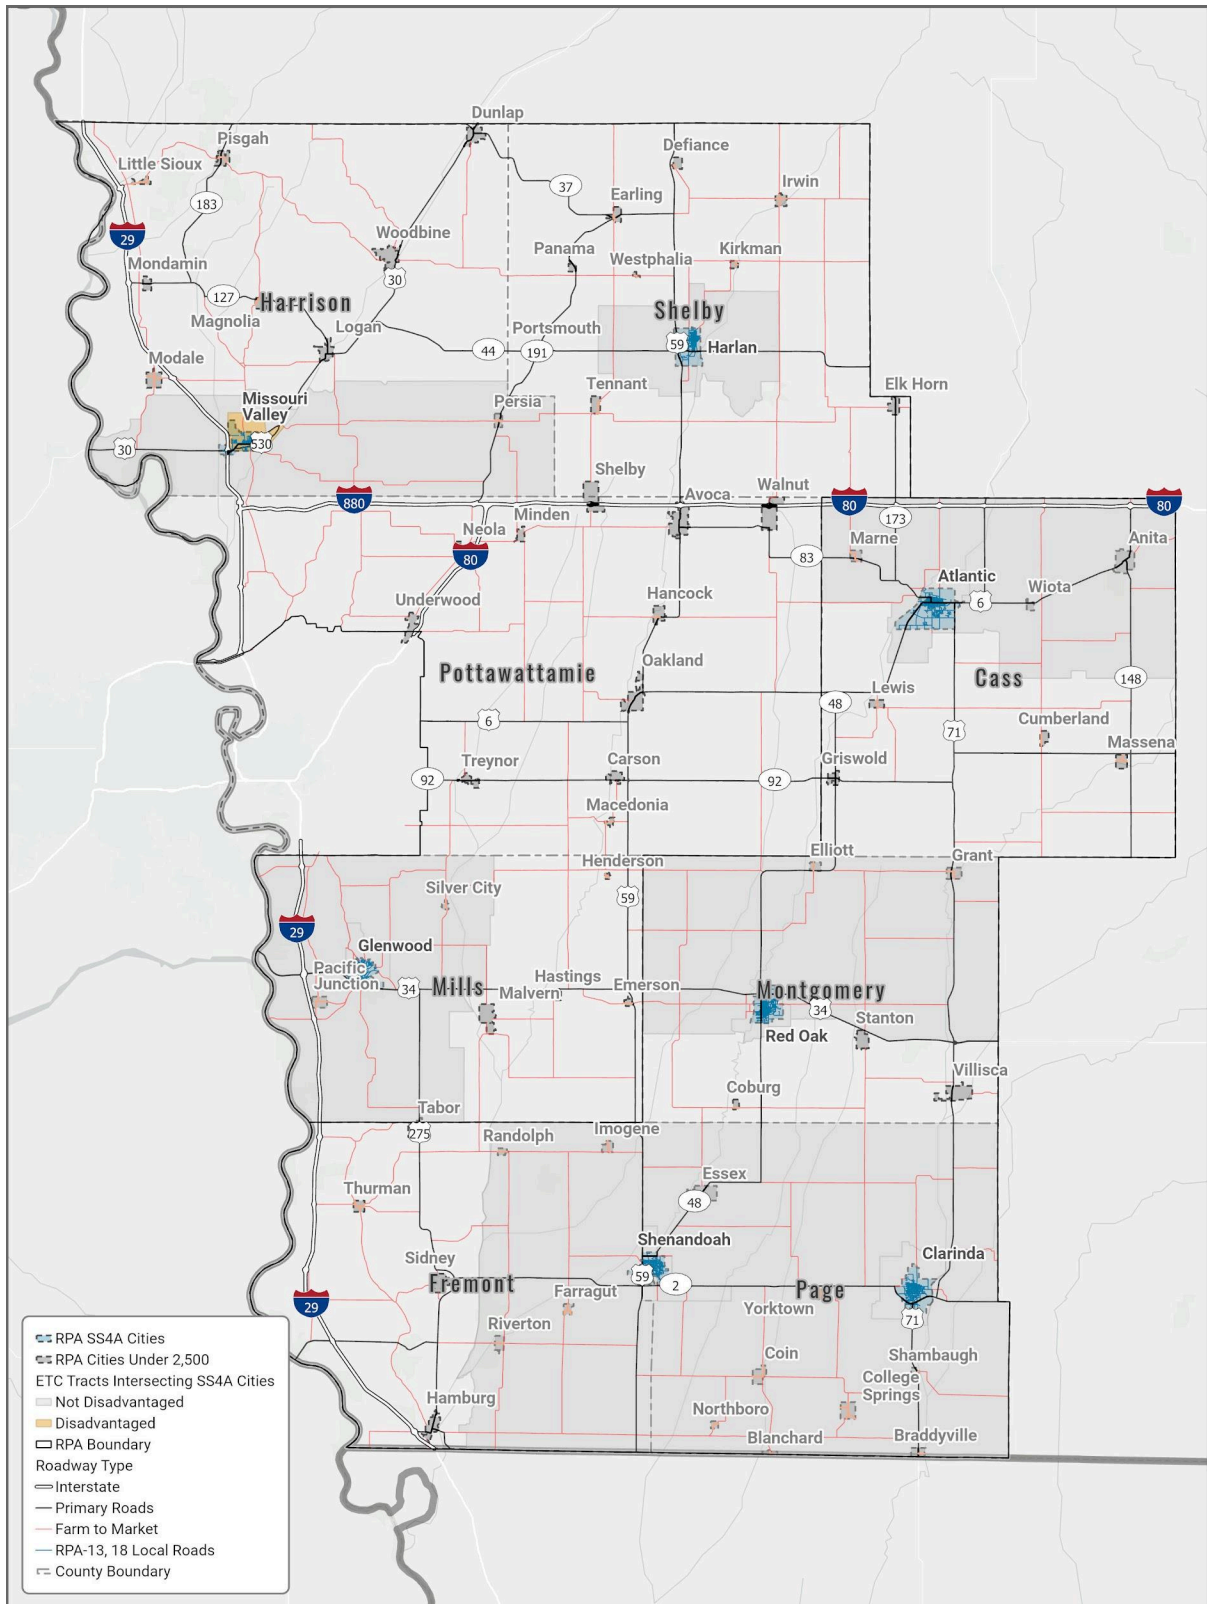 Dunlap
Pisgah
Defiance
Little Sioux
Irwin
37
Earling
183
29
Woodbine
Panama
Kirkman
Westphalia
Mondamin
30
127
Harrison
Shelby
Magnolia
Logan
Portsmouth
59
Harlan
44
191
Modale
Tennant
Elk Horn
Missouri
Valley
Persia
530
30
Shelby
Walnut
880
Avoca
80
80
173
Minden
Neola
Marne
Anita
80
83
Atlantic
Wiota
Hancock
6
Underwood
Oakland
Pottawattamie
Cass
148
Lewis
48
6
71
Cumberland
Massena
Treynor
Carson
Griswold
92
92
Macedonia
Elliott
Grant
Henderson
Silver City
59
29
Glenwood
Pacific
Junction
34
Mills
Hastings
Emerson
Malvern
Montgomery
34
Stanton
Red Oak
Villisca
Coburg
Tabor
275
Randolph
Imogene
Essex
Thurman
48
Shenandoah
Clarinda
Sidney
Fremont
59
2
Page
Farragut
Yorktown
29
71
Riverton
Coin
Shambaugh
College
Springs
Hamburg
Northboro
Blanchard
Braddyville
RPA SS4A Cities
RPA Cities Under 2,500
ETC Tracts Intersecting SS4A Cities
Not Disadvantaged
Disadvantaged
RPA Boundary
Roadway Type
Interstate
Primary Roads
Farm to Market
RPA-13, 18 Local Roads
County Boundary